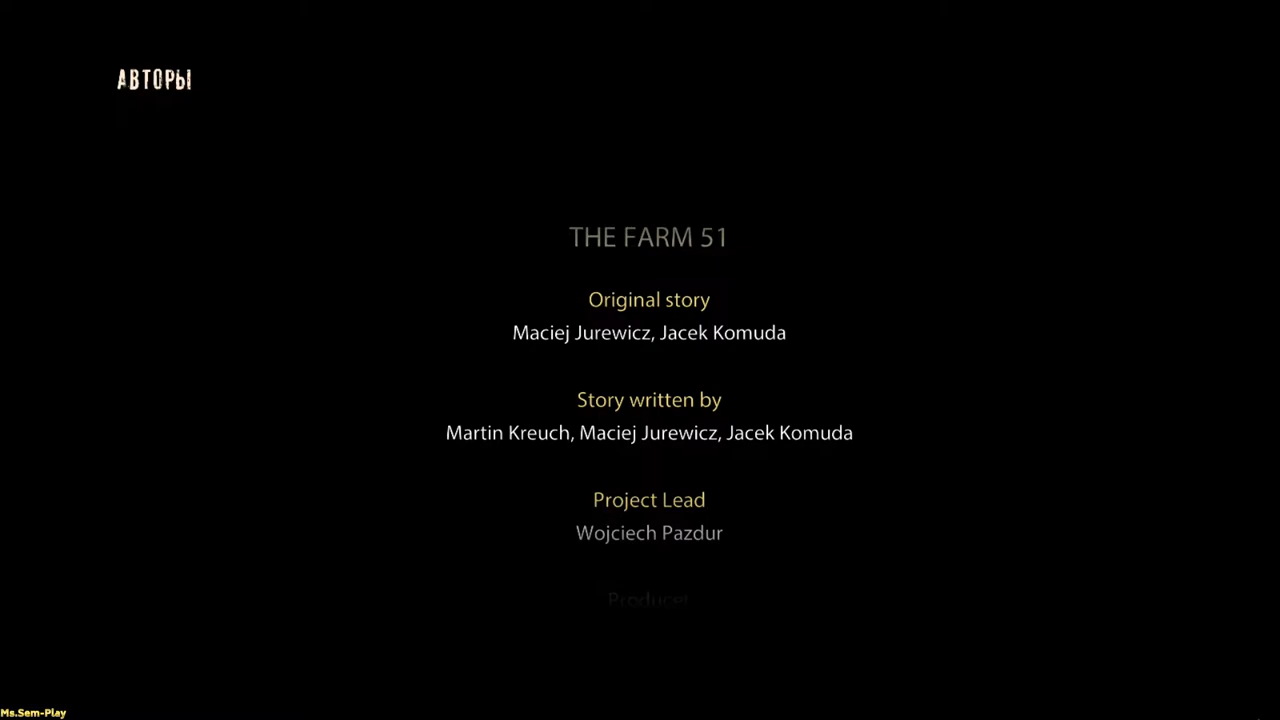 АВТОРЫ
THE FARM 51
Original story
Maciej Jurewicz, Jacek Komuda
Story written by
Martin Kreuch, Maciej Jurewicz, Jacek Komuda
Project Lead
Wojciech Pazdur
Producer
Ms.Sem-Play